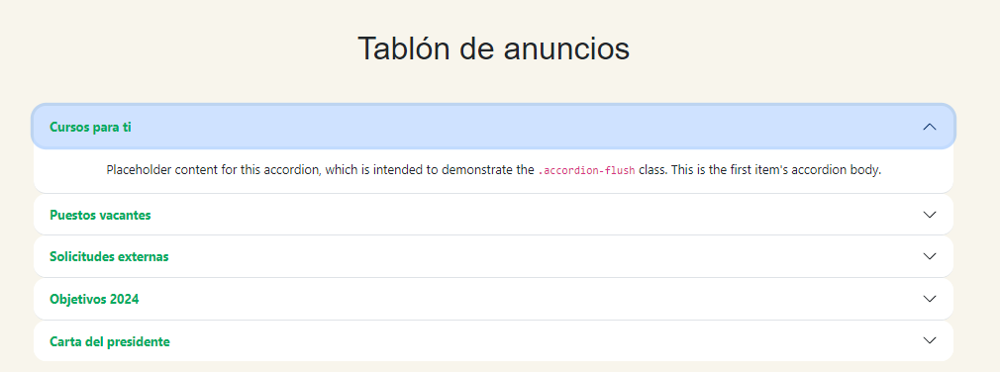 Tablón de anuncios
Cursos para ti
Placeholder content for this accordion, which is intended to demonstrate the .accordion-flush class. This is the first item's accordion body.
Puestos vacantes
Solicitudes externas
Objetivos 2024
Carta del presidente